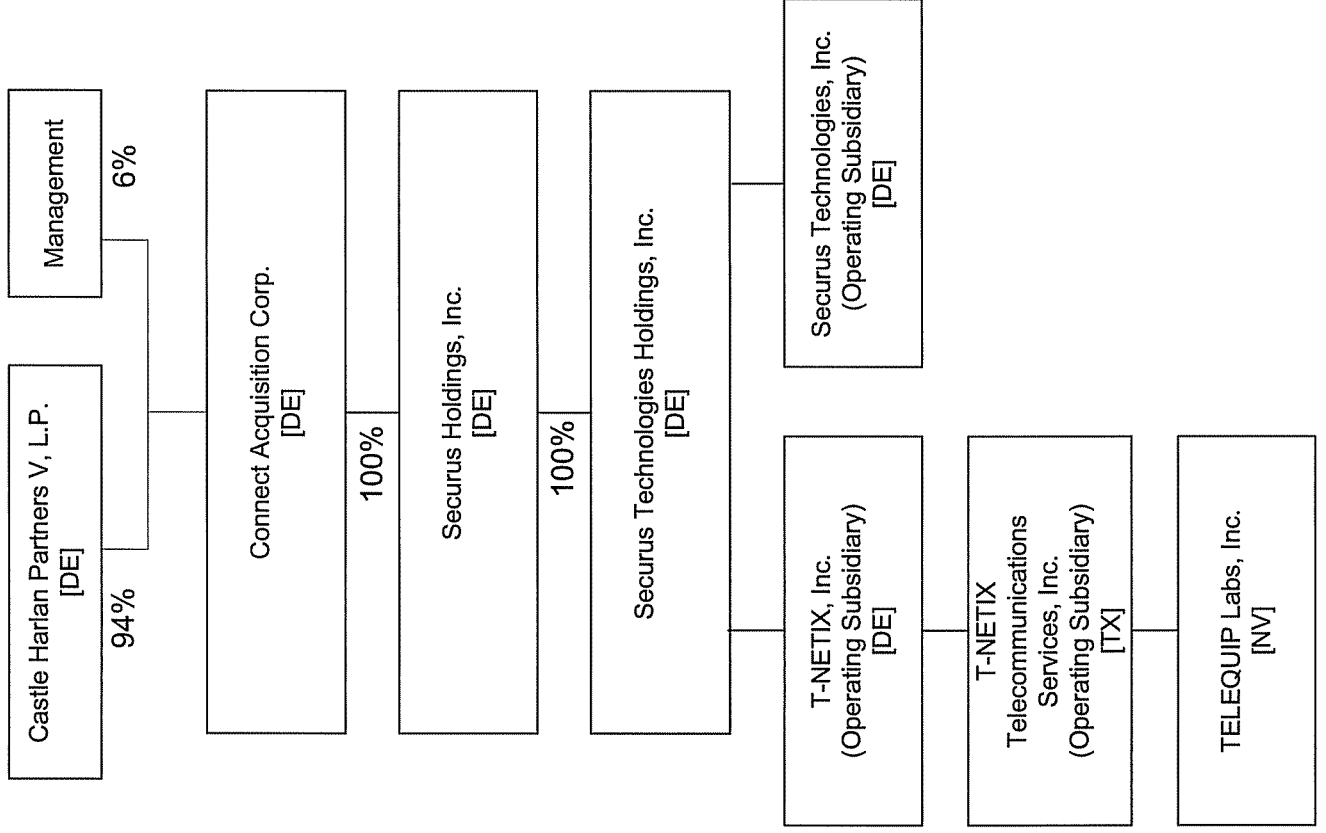 Castle Harlan Partners V, L.P.
[DE]
Management
94%
6%
Connect Acquisition Corp.
[DE]
100%
Securus Holdings, Inc.
[DE]
100%
Securus Technologies Holdings, Inc.
[DE]
T-NETIX, Inc.
(Operating Subsidiary)
[DE]
Securus Technologies, Inc.
(Operating Subsidiary)
[DE]
T-NETIX
Telecommunications
Services, Inc.
(Operating Subsidiary)
[TX]
TELEQUIP Labs, Inc.
[NV]